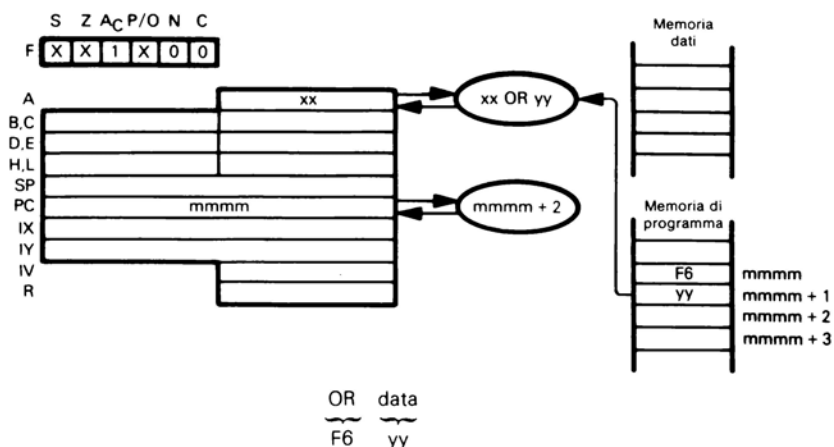 S Z AC P/O N C
F X X 1 X 0 0
A xx
B,C
D,E
H,L
SP
PC mmmm
IX
IY
IV
R
xx OR yy
mmmm + 2
Memoria
dati
Memoria di
programma
F6 mmmm
yy mmmm + 1
mmmm + 2
mmmm + 3
OR data
F6 yy